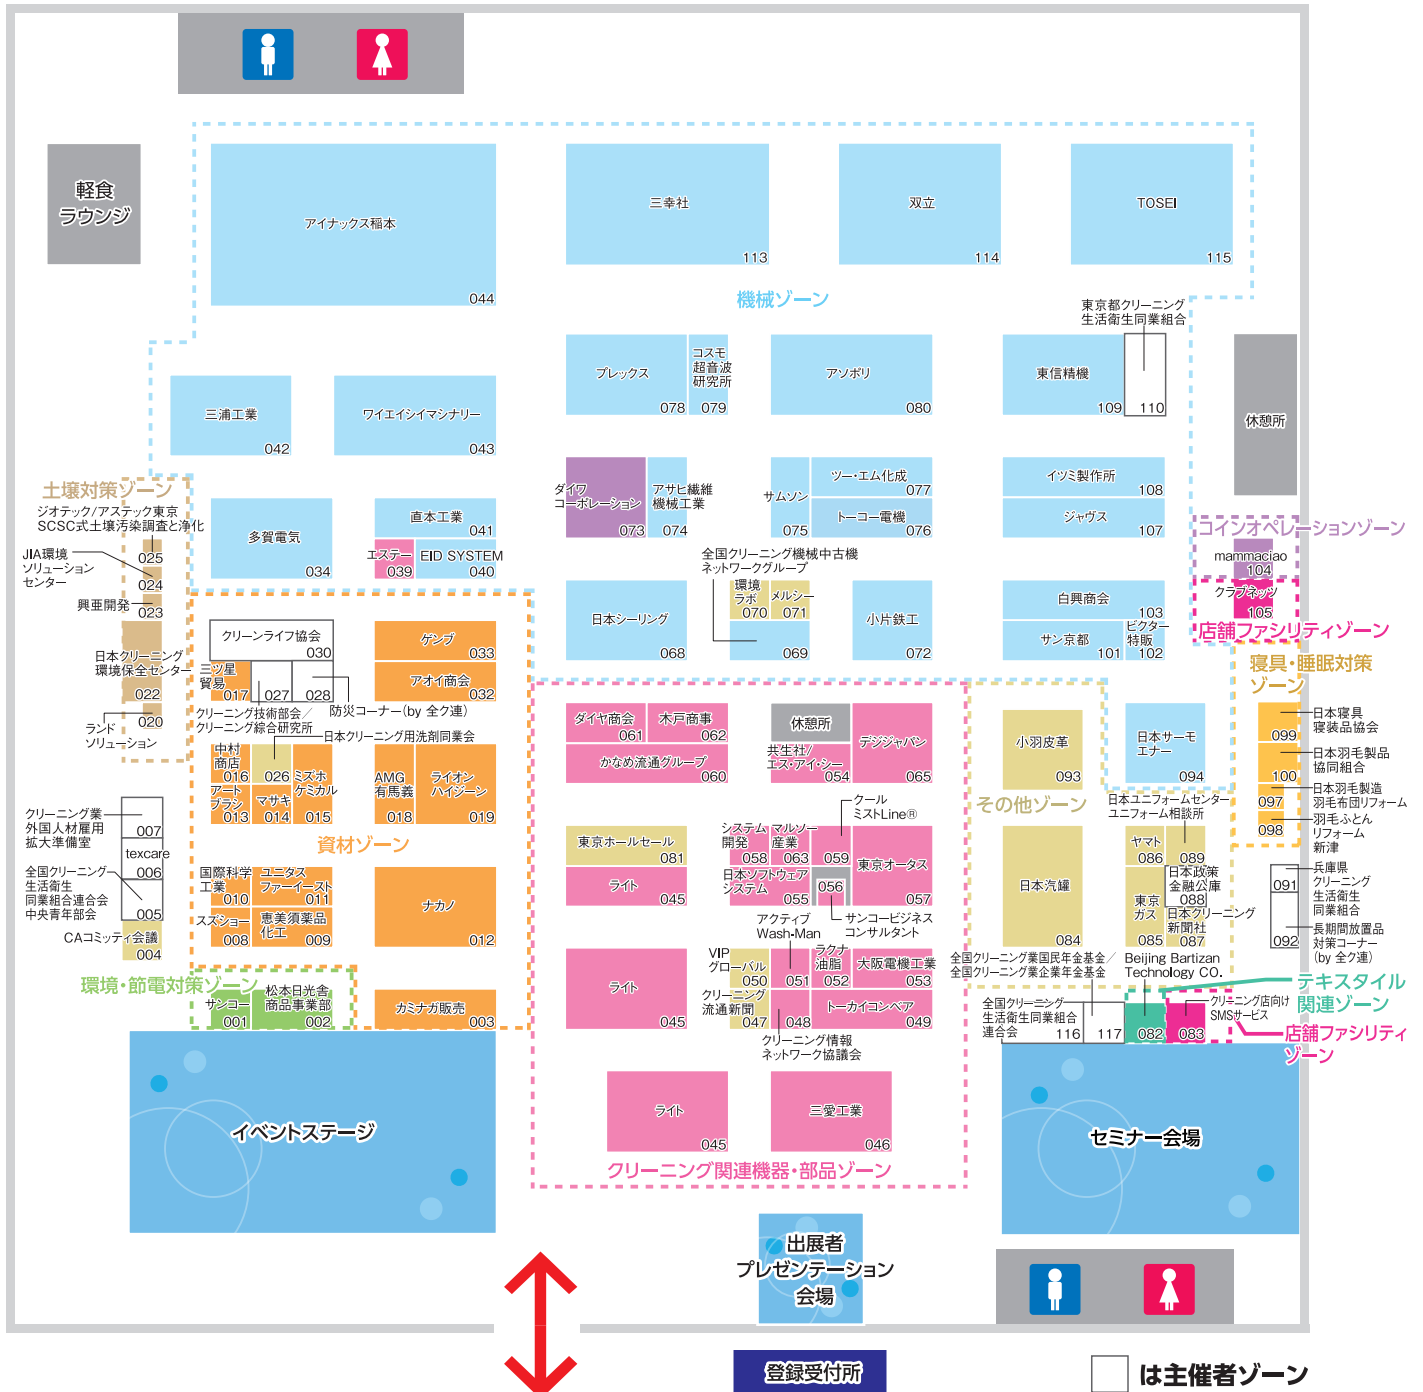 軽食
ラウンジ
アイナックス稲本
044
三幸社
113
双立
114
TOSEI
115
機械ゾーン
東京都クリーニング
生活衛生同業組合
110
プレックス
078
コスモ
超音波
研究所
079
アソボリ
080
東信精機
109
休憩所
三浦工業
042
ワイエイシイマシナリー
043
土壌対策ゾーン
ジオテック/アステック東京
SCSC式土壌汚染調査と浄化
025
JIA環境
ソリューション
センター
024
興亜開発
023
日本クリーニング
環境保全センター
022
020
ランド
ソリューション
多賀電気
034
直本工業
041
エステー
039
EID SYSTEM
040
ダイワ
コーポレーション
073
アサヒ繊維
機械工業
074
サムソン
075
ツー・エム化成
077
トーコー電機
076
イツミ製作所
108
ジャヴス
107
コインオペレーションゾーン
mammaciao
104
クラブネッツ
105
店舗ファシリティゾーン
全国クリーニング機械中古機
ネットワークグループ
日本シーリング
068
環境
ラボ
070
メルシー
071
069
小片鉄工
072
白興商会
103
サン京都
101
ビクター
特販
102
クリーンライフ協会
030
三ツ星
貿易
017
027
028
クリーニング技術部会/
クリーニング綜合研究所
防災コーナー(by 全ク連)
ゲンブ
033
アオイ商会
032
日本クリーニング用洗剤同業会
中村
商店
016
026
ミズホ
ケミカル
015
アート
ブラシ
013
マサキ
014
AMG
有馬義
018
ライオン
ハイジーン
019
資材ゾーン
国際科学
工業
010
ユニタス
ファーイースト
011
スズショー
008
恵美須薬品
化工
009
ナカノ
012
クリーニング業
外国人材雇用
拡大準備室
007
texcare
006
全国クリーニング
生活衛生
同業組合連合会
中央青年部会
005
CAコミッティ会議
004
環境・節電対策ゾーン
サンコー
001
松本日光舎
商品事業部
002
カミナガ販売
003
イベントステージ
ダイヤ商会
061
木戸商事
062
かなめ流通グループ
060
休憩所
共生社/
エス・アイ・シー
054
デジジャパン
065
クール
ミストLine®
東京ホールセール
081
ライト
045
システム
開発
058
マルソー
産業
063
059
日本ソフトウェア
システム
055
056
東京オータス
057
アクティブ
Wash-Man
サンコービジネス
コンサルタント
ライト
045
VIP
グローバル
050
051
ラクナ
油脂
052
大阪電機工業
053
クリーニング
流通新聞
047
048
トーカイコンベア
049
クリーニング情報
ネットワーク協議会
ライト
045
三愛工業
046
クリーニング関連機器・部品ゾーン
小羽皮革
093
日本サーモ
エナー
094
その他ゾーン
日本ユニフォームセンター
ユニフォーム相談所
日本汽罐
084
ヤマト
086
089
日本政策
金融公庫
088
東京
ガス
085
日本クリーニング
新聞社
087
寝具・睡眠対策
ゾーン
日本寝具
寝装品協会
099
日本羽毛製品
協同組合
100
日本羽毛製造
羽毛布団リフォーム
097
羽毛ふとん
リフォーム
新津
098
兵庫県
クリーニング
生活衛生
同業組合
091
長期間放置品
対策コーナー
(by 全ク連)
092
全国クリーニング業国民年金基金/
全国クリーニング業企業年金基金
Beijing Bartizan
Technology CO.
テキスタイル
関連ゾーン
全国クリーニング
生活衛生同業組合
連合会
116
117
082
083
クリーニング店向け
SMSサービス
店舗ファシリティ
ゾーン
セミナー会場
出展者
プレゼンテーション
会場
登録受付所
は主催者ゾーン